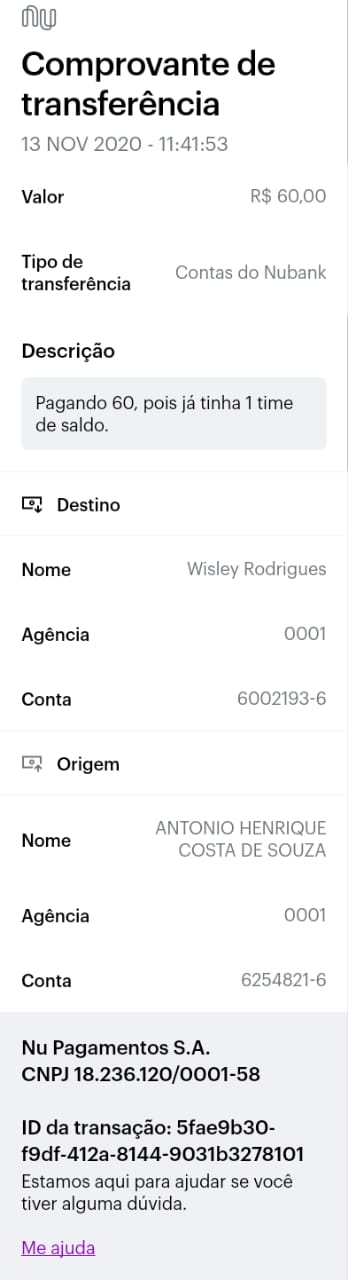 nu
Comprovante de
transferência
13 NOV 2020 - 11:41:53
Valor R$ 60,00
Tipo de
transferência Contas do Nubank
Descrição
Pagando 60, pois já tinha 1 time
de saldo.
Destino
Nome Wisley Rodrigues
Agência 0001
Conta 6002193-6
Origem
Nome ANTONIO HENRIQUE
COSTA DE SOUZA
Agência 0001
Conta 6254821-6
Nu Pagamentos S.A.
CNPJ 18.236.120/0001-58
ID da transação: 5fae9b30-
f9df-412a-8144-9031b3278101
Estamos aqui para ajudar se você
tiver alguma dúvida.
Me ajuda